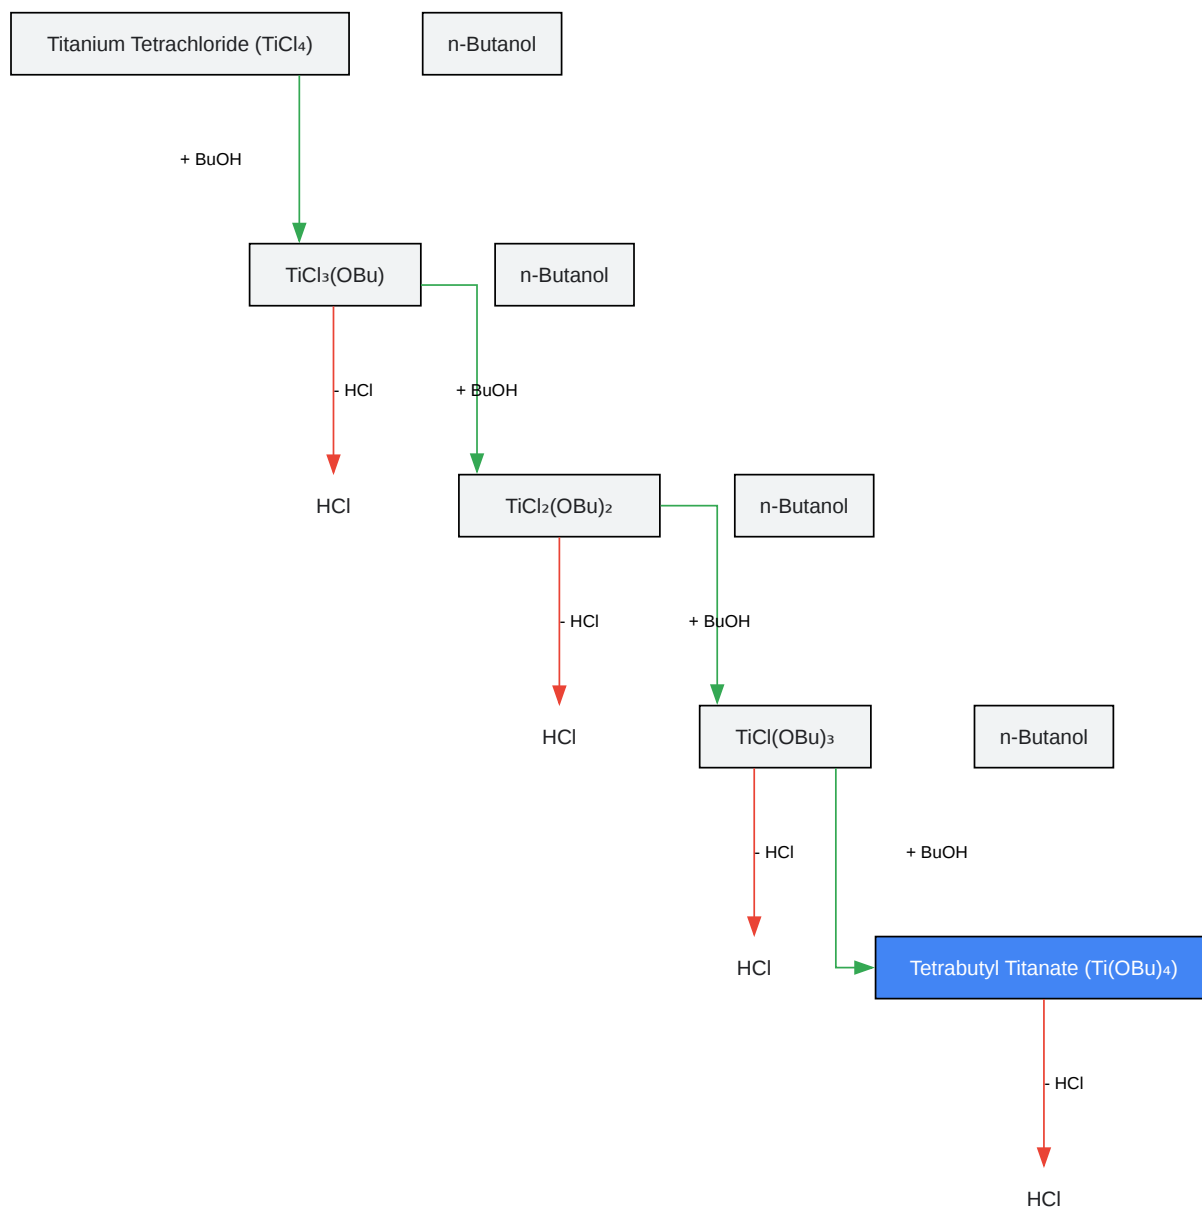 Titanium Tetrachloride (TiCl₄)
n-Butanol
+ BuOH
TiCl₃(OBu)
n-Butanol
- HCl
+ BuOH
HCl
TiCl₂(OBu)₂
n-Butanol
- HCl
+ BuOH
HCl
TiCl(OBu)₃
n-Butanol
- HCl
+ BuOH
HCl
Tetrabutyl Titanate (Ti(OBu)₄)
- HCl
HCl